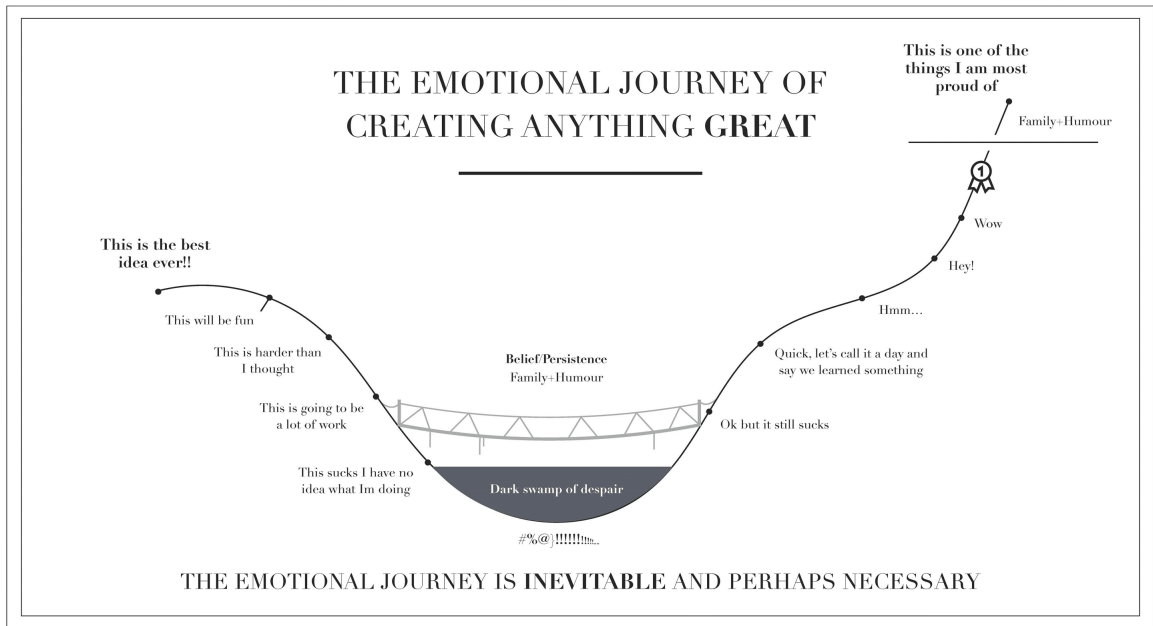 THE EMOTIONAL JOURNEY OF
CREATING ANYTHING GREAT
This is the best
idea ever!!
This will be fun
This is harder than
I thought
This is going to be
a lot of work
This sucks I have no
idea what Im doing
Belief/Persistence
Family+Humour
Dark swamp of despair
#%@}!!!!!!!!!!!...
Ok but it still sucks
Quick, let's call it a day and
say we learned something
Hmm...
Hey!
Wow
1
This is one of the
things I am most
proud of
Family+Humour
THE EMOTIONAL JOURNEY IS INEVITABLE AND PERHAPS NECESSARY